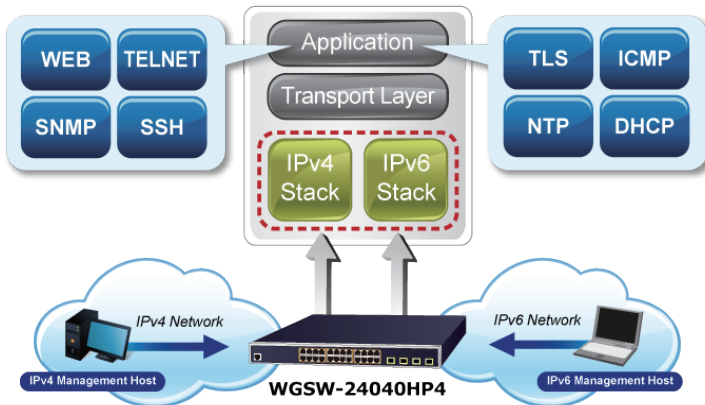 WEB
TELNET
SNMP
SSH
Application
Transport Layer
IPv4
Stack
IPv6
Stack
TLS
ICMP
NTP
DHCP
IPv4 Network
IPv4 Management Host
IPv6 Network
IPv6 Management Host
WGSW-24040HP4